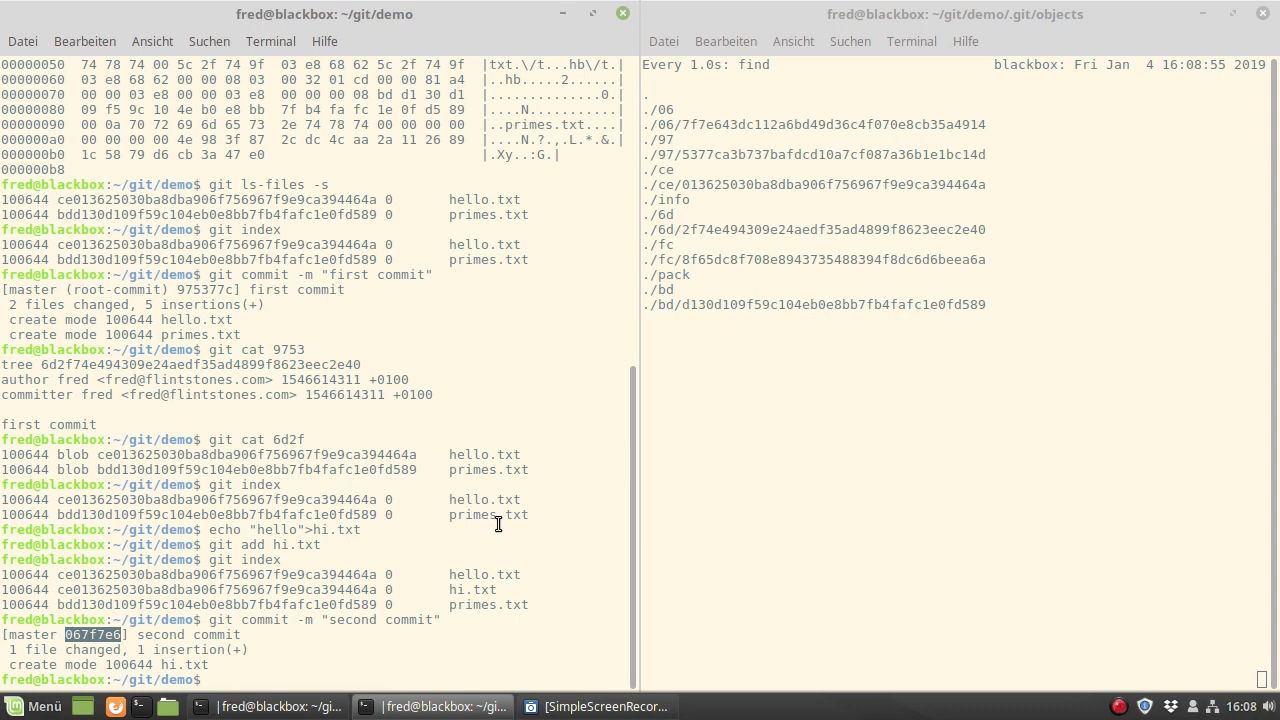 fred@blackbox: ~/git/demo
Datei Bearbeiten Ansicht Suchen Terminal Hilfe
00000050  74 78 74 00 5c 2f 74 9f  03 e8 68 62 5c 2f 74 9f  |txt.\/t...hb\/t.|
00000060  03 e8 68 62 00 00 08 03  00 32 01 cd 00 00 81 a4  |..hb.....2......|
00000070  00 00 03 e8 00 00 03 e8  00 00 00 08 bd d1 30 d1  |..............0.|
00000080  09 f5 9c 10 4e b0 e8 bb  7f b4 fa fc 1e 0f d5 89  |....N...........|
00000090  00 0a 70 72 69 6d 65 73  2e 74 78 74 00 00 00 00  |..primes.txt....|
000000a0  00 00 00 00 4e 98 3f 87  2c dc 4c aa 2a 11 26 89  |....N.?.,.L.*.&.|
000000b0  1c 58 79 d6 cb 3a 47 e0                           |.Xy..:G.|
000000b8
fred@blackbox:~/git/demo$ git ls-files -s
100644 ce013625030ba8dba906f756967f9e9ca394464a 0	hello.txt
100644 bdd130d109f59c104eb0e8bb7fb4fafc1e0fd589 0	primes.txt
fred@blackbox:~/git/demo$ git index
100644 ce013625030ba8dba906f756967f9e9ca394464a 0	hello.txt
100644 bdd130d109f59c104eb0e8bb7fb4fafc1e0fd589 0	primes.txt
fred@blackbox:~/git/demo$ git commit -m "first commit"
[master (root-commit) 975377c] first commit
 2 files changed, 5 insertions(+)
 create mode 100644 hello.txt
 create mode 100644 primes.txt
fred@blackbox:~/git/demo$ git cat 9753
tree 6d2f74e494309e24aedf35ad4899f8623eec2e40
author fred <fred@flintstones.com> 1546614311 +0100
committer fred <fred@flintstones.com> 1546614311 +0100
first commit
fred@blackbox:~/git/demo$ git cat 6d2f
100644 blob ce013625030ba8dba906f756967f9e9ca394464a	hello.txt
100644 blob bdd130d109f59c104eb0e8bb7fb4fafc1e0fd589	primes.txt
fred@blackbox:~/git/demo$ git index
100644 ce013625030ba8dba906f756967f9e9ca394464a 0	hello.txt
100644 bdd130d109f59c104eb0e8bb7fb4fafc1e0fd589 0	primes.txt
fred@blackbox:~/git/demo$ echo "hello">hi.txt
fred@blackbox:~/git/demo$ git add hi.txt
fred@blackbox:~/git/demo$ git index
100644 ce013625030ba8dba906f756967f9e9ca394464a 0	hello.txt
100644 ce013625030ba8dba906f756967f9e9ca394464a 0	hi.txt
100644 bdd130d109f59c104eb0e8bb7fb4fafc1e0fd589 0	primes.txt
fred@blackbox:~/git/demo$ git commit -m "second commit"
[master 067f7e6] second commit
 1 file changed, 1 insertion(+)
 create mode 100644 hi.txt
fred@blackbox:~/git/demo$
fred@blackbox: ~/git/demo/.git/objects
Datei Bearbeiten Ansicht Suchen Terminal Hilfe
Every 1.0s: find	blackbox: Fri Jan  4 16:08:55 2019
.
./06
./06/7f7e643dc112a6bd49d36c4f070e8cb35a4914
./97
./97/5377ca3b737bafdcd10a7cf087a36b1e1bc14d
./ce
./ce/013625030ba8dba906f756967f9e9ca394464a
./info
./6d
./6d/2f74e494309e24aedf35ad4899f8623eec2e40
./fc
./fc/8f65dc8f708e8943735488394f8dc6d6beea6a
./pack
./bd
./bd/d130d109f59c104eb0e8bb7fb4fafc1e0fd589
Menü |fred@blackbox: ~/gi... |fred@blackbox: ~/gi... [SimpleScreenRecor... 16:08